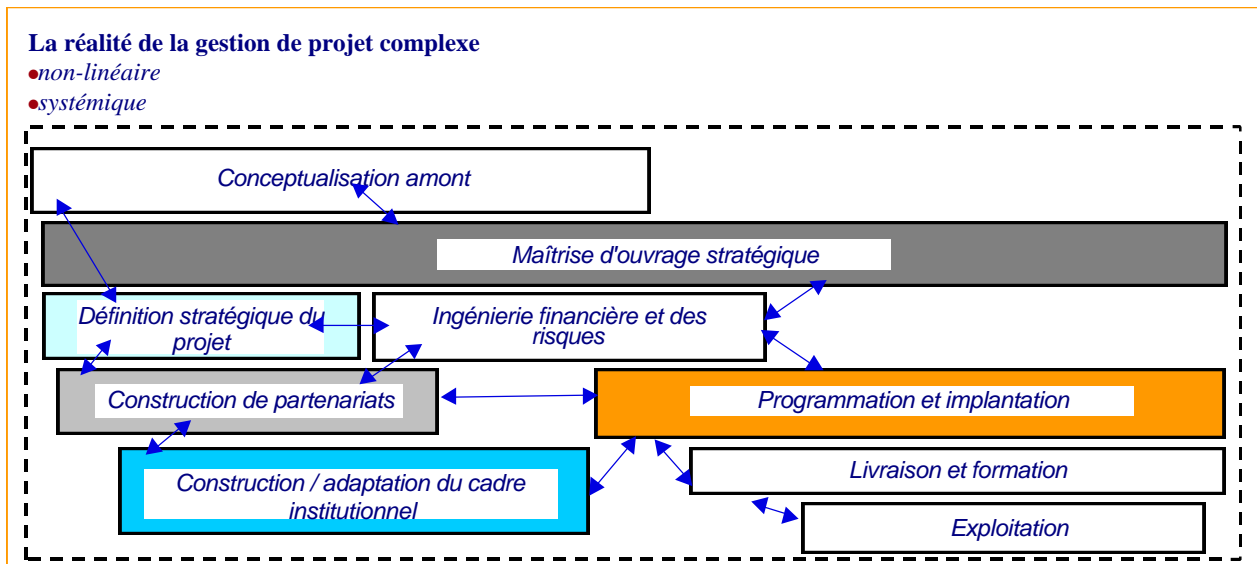 La réalité de la gestion de projet complexe
●non-linéaire
●systémique
Conceptualisation amont
Maîtrise d'ouvrage stratégique
Définition stratégique du
projet
Ingénierie financière et des
risques
Construction de partenariats
Programmation et implantation
Construction / adaptation du cadre
institutionnel
Livraison et formation
Exploitation